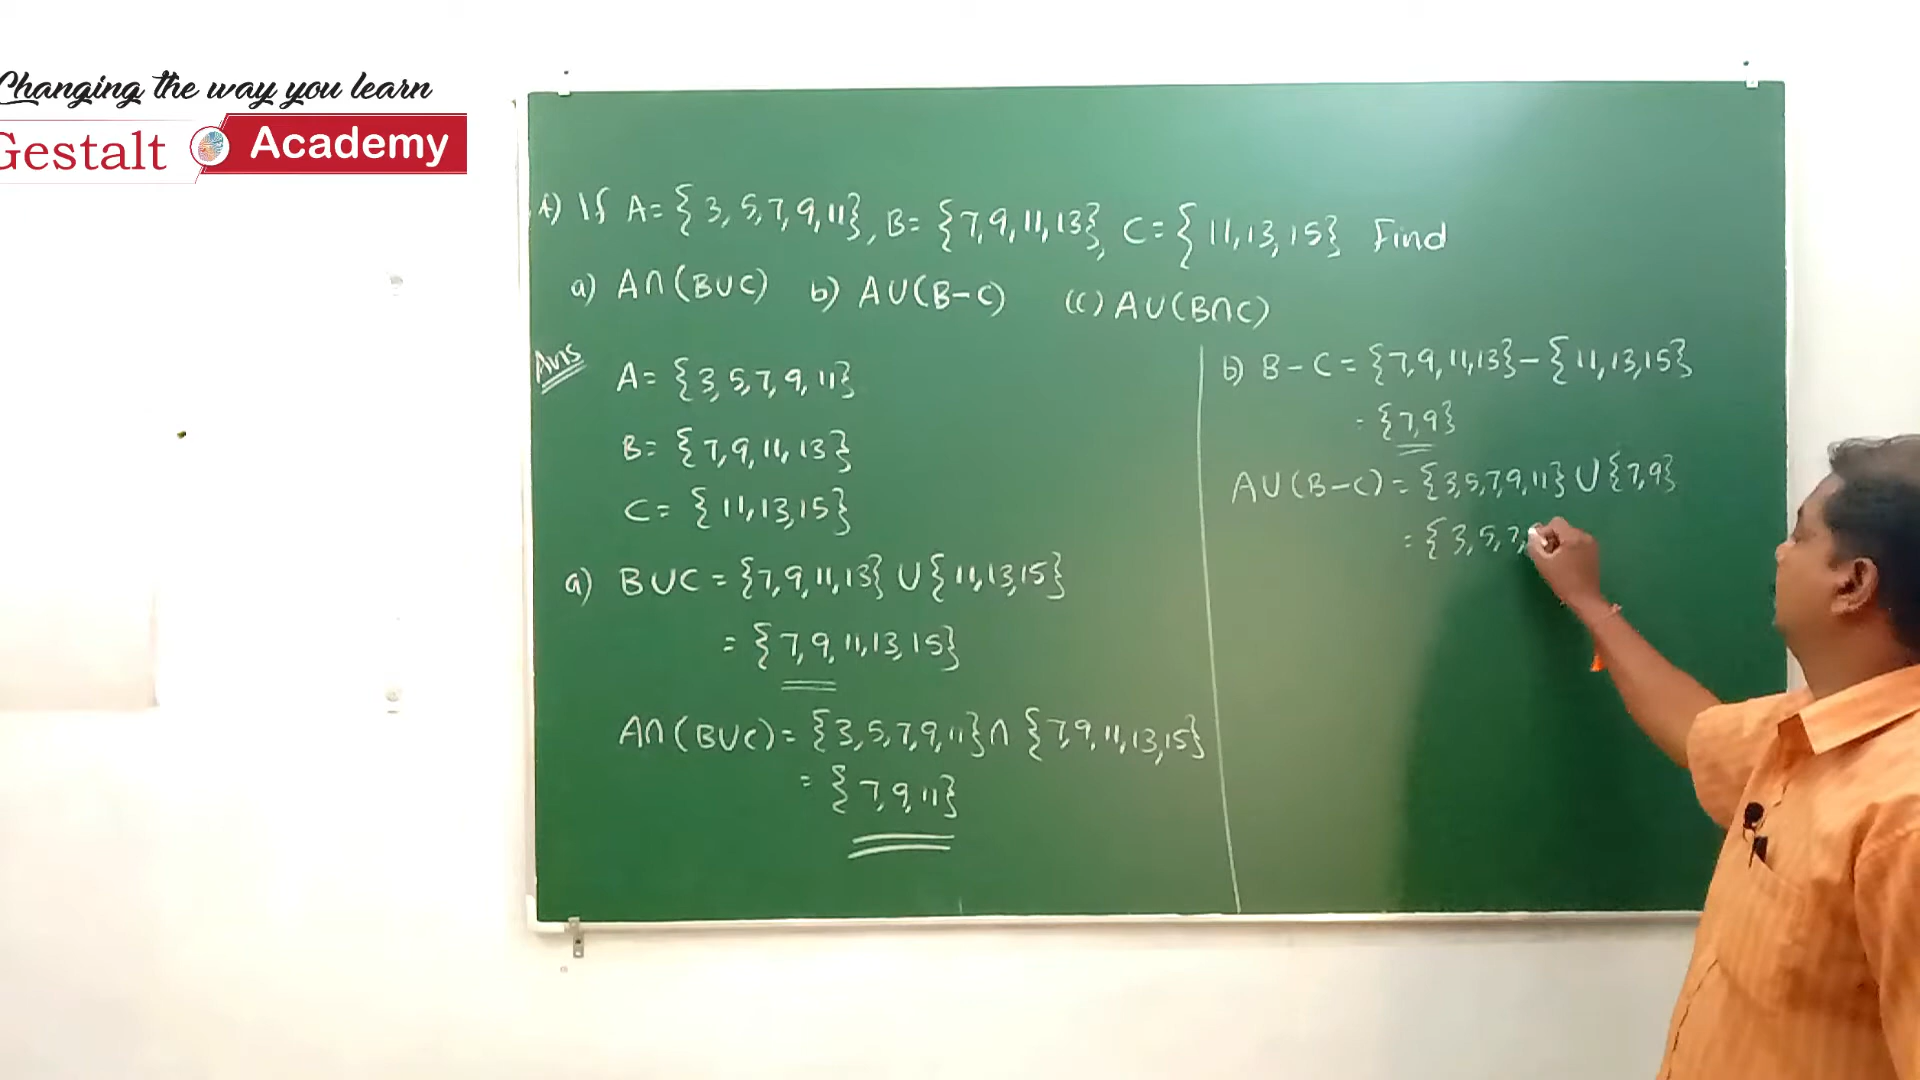 Changing the way you learn
Gestalt Academy
4) If A = {3, 5, 7, 9, 11}, B = {7, 9, 11, 13}, C = {11, 13, 15} Find
a) A∩(B∪C) b) A∪(B-C) (c) A∪(B∩C)
Ans
A = {3, 5, 7, 9, 11}
B = {7, 9, 11, 13}
C = {11, 13, 15}
a) B∪C = {7, 9, 11, 13} ∪ {11, 13, 15}
= {7, 9, 11, 13, 15}
A∩(B∪C) = {3, 5, 7, 9, 11} ∩ {7, 9, 11, 13, 15}
= {7, 9, 11}
b) B - C = {7, 9, 11, 13} - {11, 13, 15}
= {7, 9}
A∪(B-C) = {3, 5, 7, 9, 11} ∪ {7, 9}
= {3, 5, 7,